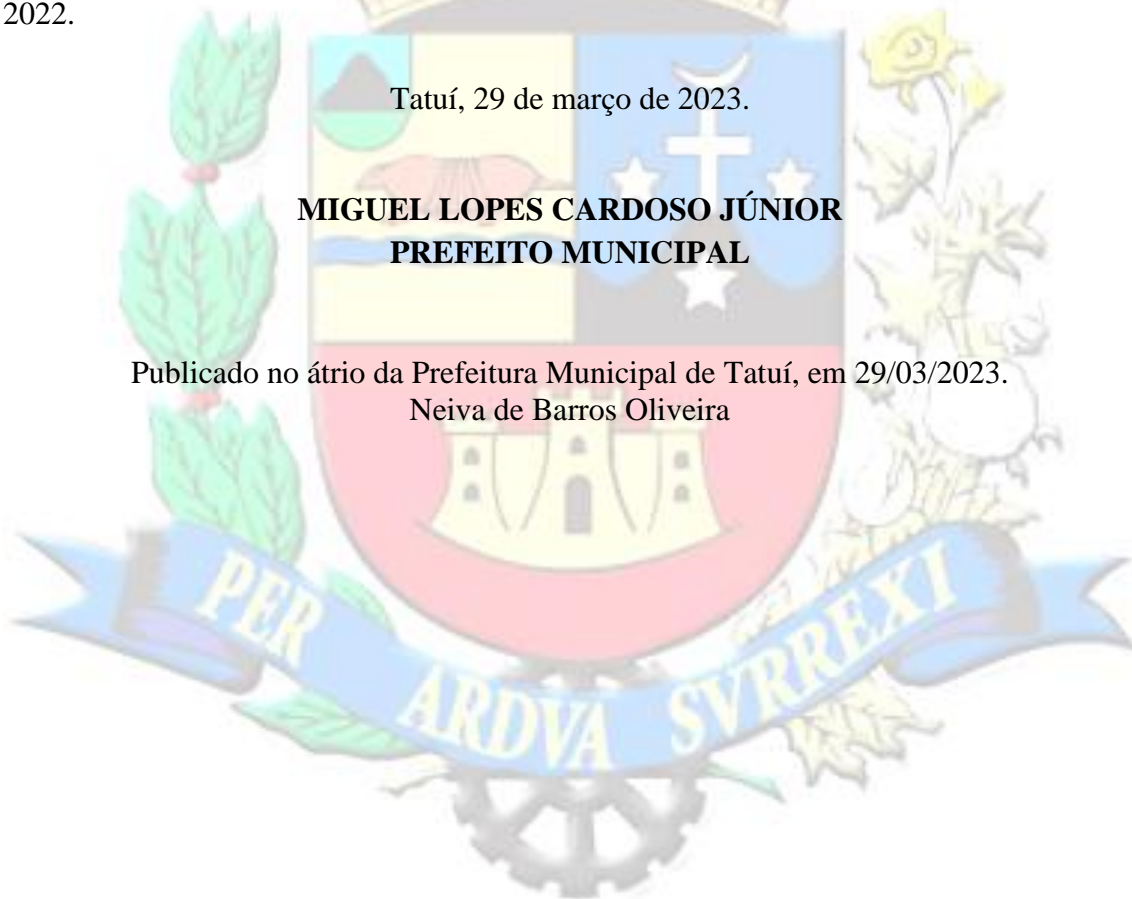 2022.
Tatuí, 29 de março de 2023.
MIGUEL LOPES CARDOSO JÚNIOR
PREFEITO MUNICIPAL
Publicado no átrio da Prefeitura Municipal de Tatuí, em 29/03/2023.
Neiva de Barros Oliveira
PER ARDVA SVRREXI